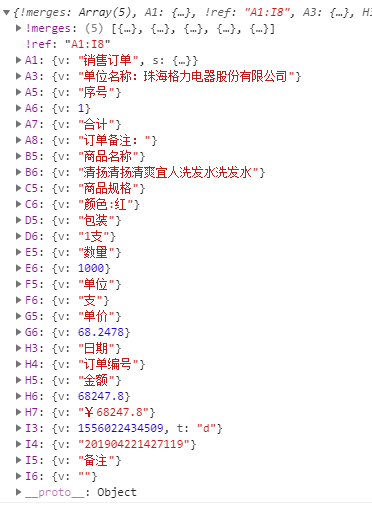 ▼{!merges: Array(5), A1: {…}, !ref: "A1:I8", A3: {…}, H3
▶ !merges: (5) [{…}, {…}, {…}, {…}, {…}]
!ref: "A1:I8"
▶ A1: {v: "销售订单", s: {…}}
▶ A3: {v: "单位名称: 珠海格力电器股份有限公司"}
▶ A5: {v: "序号"}
▶ A6: {v: 1}
▶ A7: {v: "合计"}
▶ A8: {v: "订单备注: "}
▶ B5: {v: "商品名称"}
▶ B6: {v: "清扬清扬清爽宜人洗发水洗发水"}
▶ C5: {v: "商品规格"}
▶ C6: {v: "颜色:红"}
▶ D5: {v: "包装"}
▶ D6: {v: "1支"}
▶ E5: {v: "数量"}
▶ E6: {v: 1000}
▶ F5: {v: "单位"}
▶ F6: {v: "支"}
▶ G5: {v: "单价"}
▶ G6: {v: 68.2478}
▶ H3: {v: "日期"}
▶ H4: {v: "订单编号"}
▶ H5: {v: "金额"}
▶ H6: {v: 68247.8}
▶ H7: {v: "￥68247.8"}
▶ I3: {v: 1556022434509, t: "d"}
▶ I4: {v: "201904221427119"}
▶ I5: {v: "备注"}
▶ I6: {v: ""}
▶ __proto__: Object